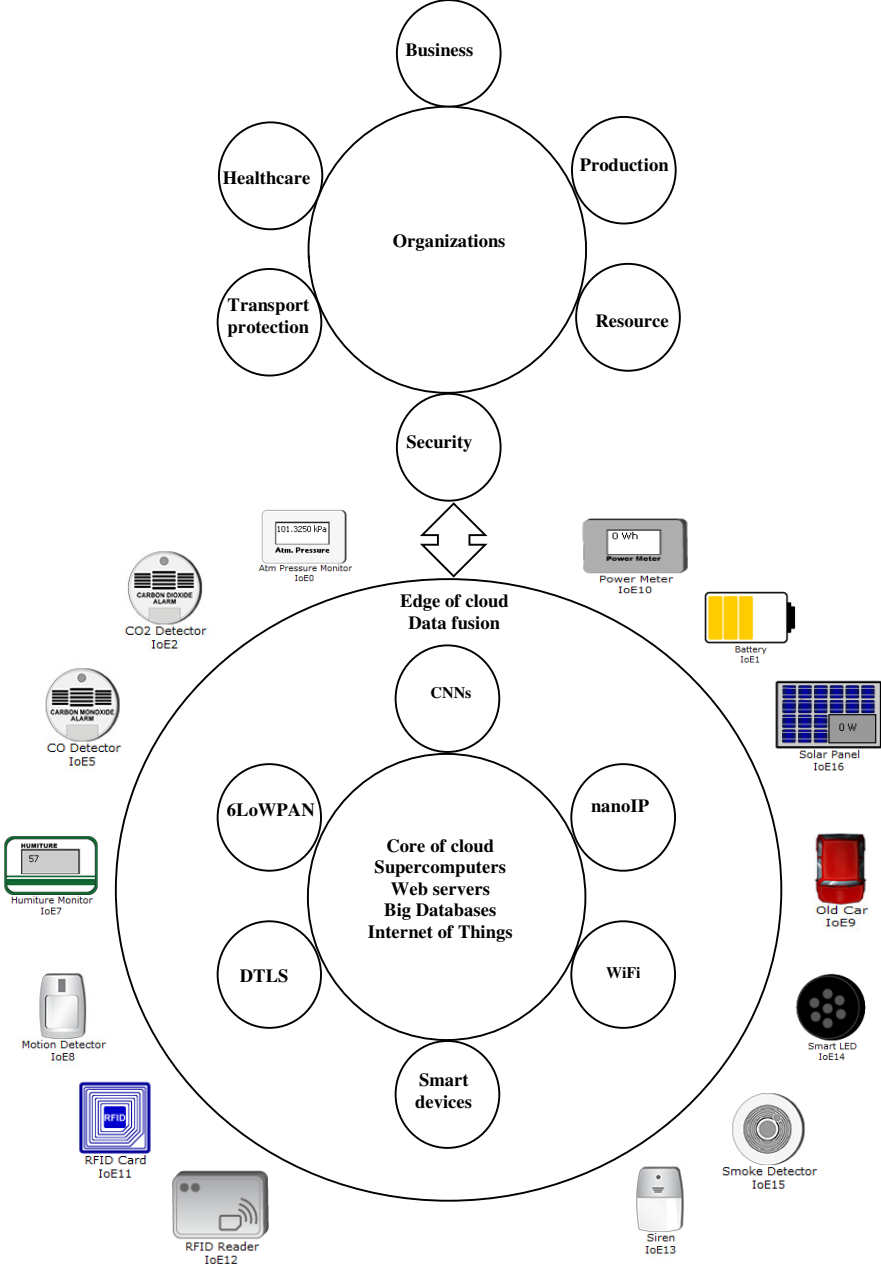 Business
Healthcare
Production
Organizations
Transport
protection
Resource
Security
101.3250 kPa
Atm. Pressure
Atm Pressure Monitor
IoE0
0 Wh
Power Meter
Power Meter
IoE10
CARBON DIOXIDE
ALARM
CO2 Detector
IoE2
Edge of cloud
Data fusion
Battery
IoE1
CARBON MONOXIDE
ALARM
CO Detector
IoE5
CNNs
0 W
Solar Panel
IoE16
6LoWPAN
nanoIP
Core of cloud
Supercomputers
Web servers
Big Databases
Internet of Things
HUMITURE
57
Humiture Monitor
IoE7
Old Car
IoE9
DTLS
WiFi
Motion Detector
IoE8
Smart LED
IoE14
Smart
devices
RFID
RFID Card
IoE11
Smoke Detector
IoE15
RFID Reader
IoE12
Siren
IoE13